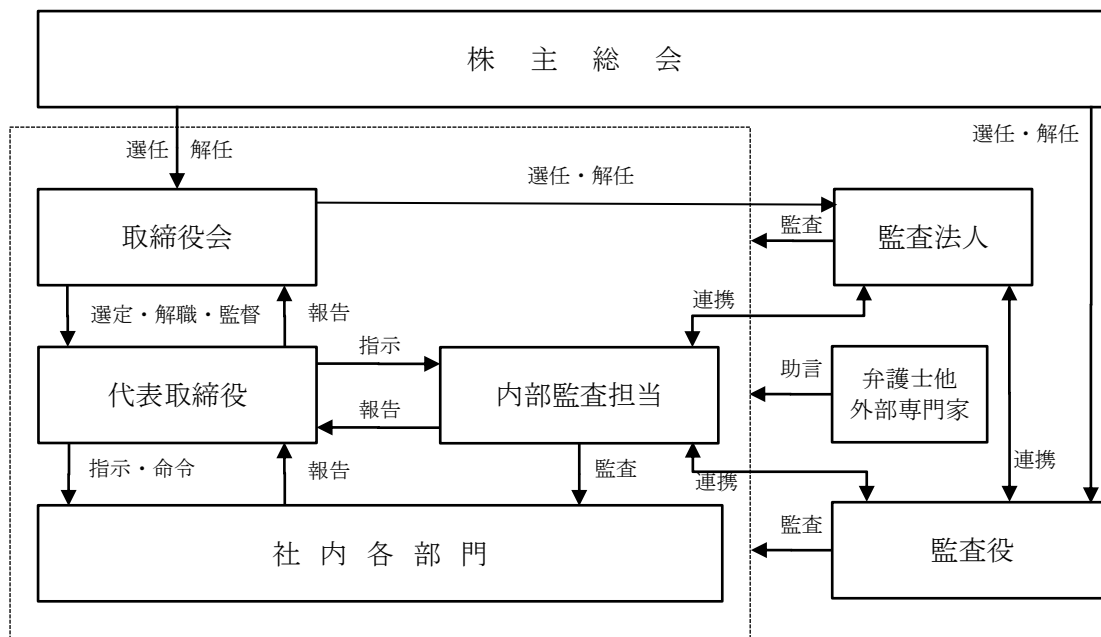 株 主 総 会
選任 解任
選任・解任
選任・解任
取締役会
監査
監査法人
選定・解職・監督
報告
連携
指示
代表取締役
内部監査担当
助言
弁護士他
外部専門家
報告
指示・命令
報告
監査
連携
連携
監査
監査役
社 内 各 部 門